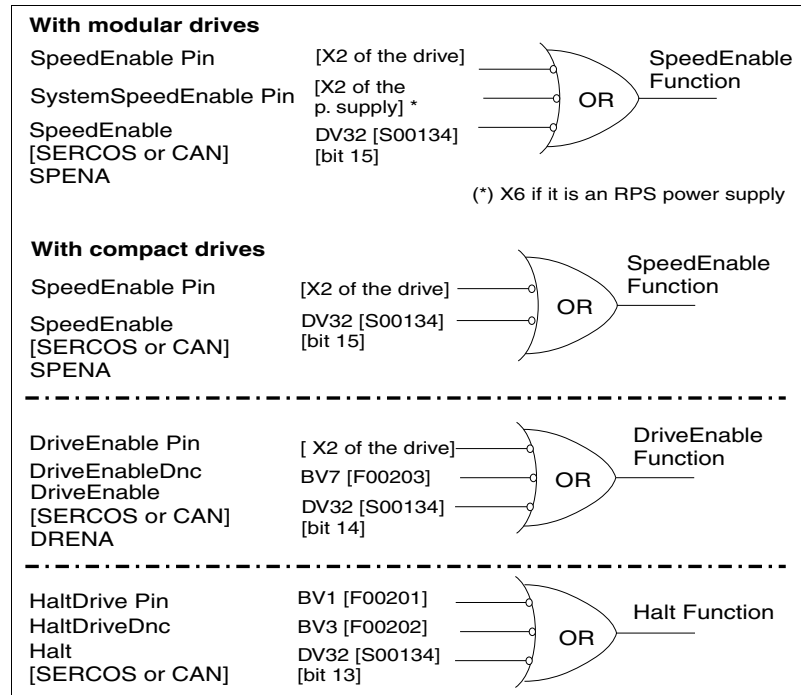 With modular drives
SpeedEnable Pin [X2 of the drive]
SystemSpeedEnable Pin [X2 of the
p. supply] *
SpeedEnable DV32 [S00134]
[SERCOS or CAN] [bit 15]
SPENA
OR
SpeedEnable
Function
(*) X6 if it is an RPS power supply
With compact drives
SpeedEnable Pin [X2 of the drive]
SpeedEnable DV32 [S00134]
[SERCOS or CAN] [bit 15]
SPENA
OR
SpeedEnable
Function
DriveEnable Pin [ X2 of the drive]
DriveEnableDnc BV7 [F00203]
DriveEnable DV32 [S00134]
[SERCOS or CAN] [bit 14]
DRENA
OR
DriveEnable
Function
HaltDrive Pin BV1 [F00201]
HaltDriveDnc BV3 [F00202]
Halt DV32 [S00134]
[SERCOS or CAN] [bit 13]
OR
Halt Function